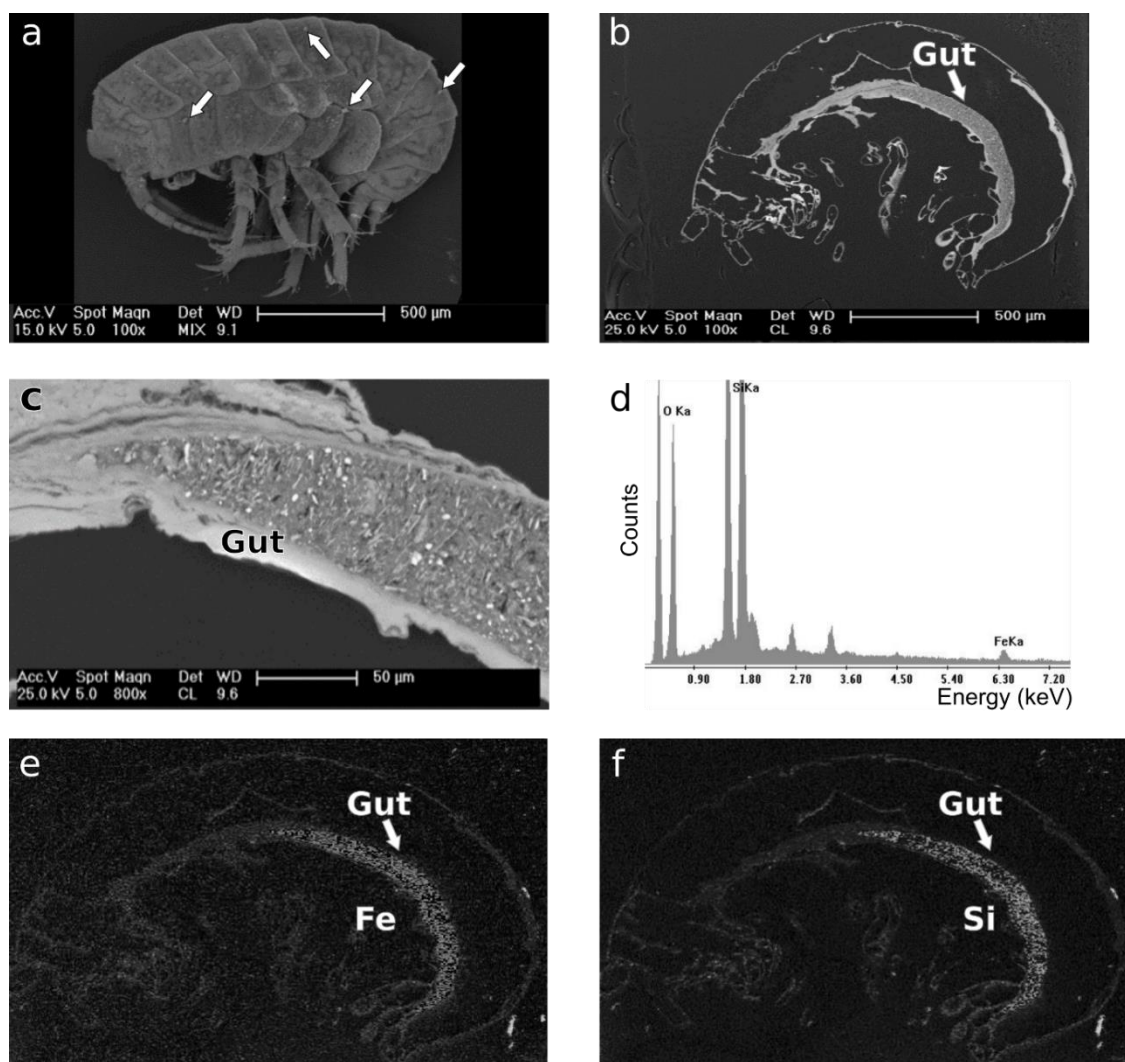 a
Acc.V Spot Magn Det WD 500 µm
15.0 kV 5.0 100x MIX 9.1
b
Gut
Acc.V Spot Magn Det WD 500 µm
25.0 kV 5.0 100x CL 9.6
c
Gut
Acc.V Spot Magn Det WD 50 µm
25.0 kV 5.0 800x CL 9.6
d
SiKa
O Ka
Counts
FeKa
0.90 1.80 2.70 3.60 4.50 5.40 6.30 7.20
Energy (keV)
e
Gut
Fe
f
Gut
Si